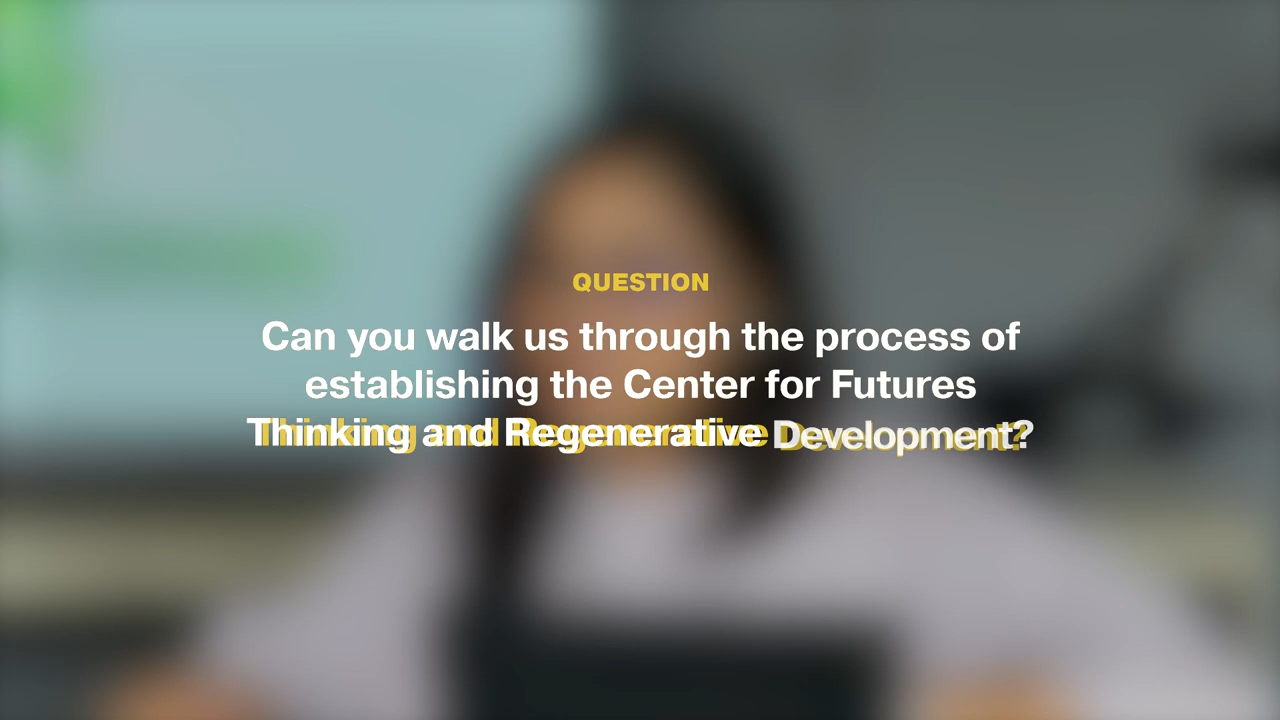 QUESTION
Can you walk us through the process of
establishing the Center for Futures
Thinking and Regenerative Development?